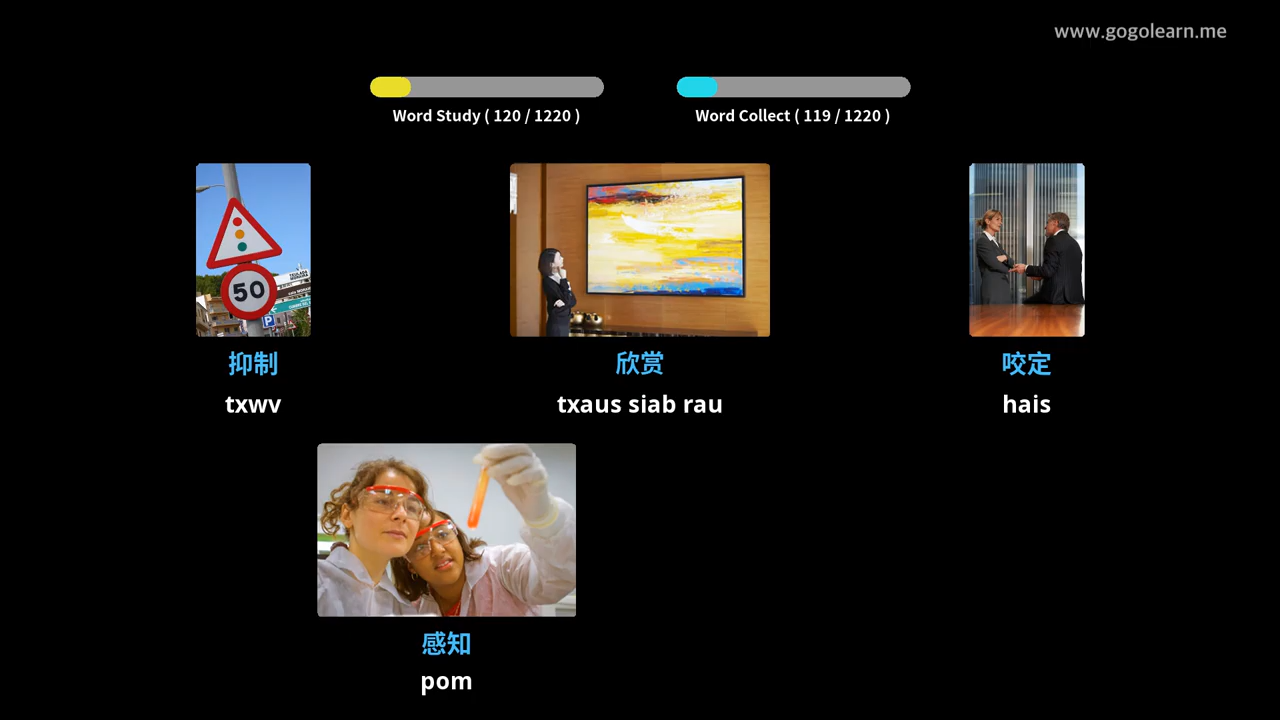 www.gogolearn.me
Word Study ( 120 / 1220 )
Word Collect ( 119 / 1220 )
50
P
抑制
欣赏
咬定
txwv
txaus siab rau
hais
感知
pom